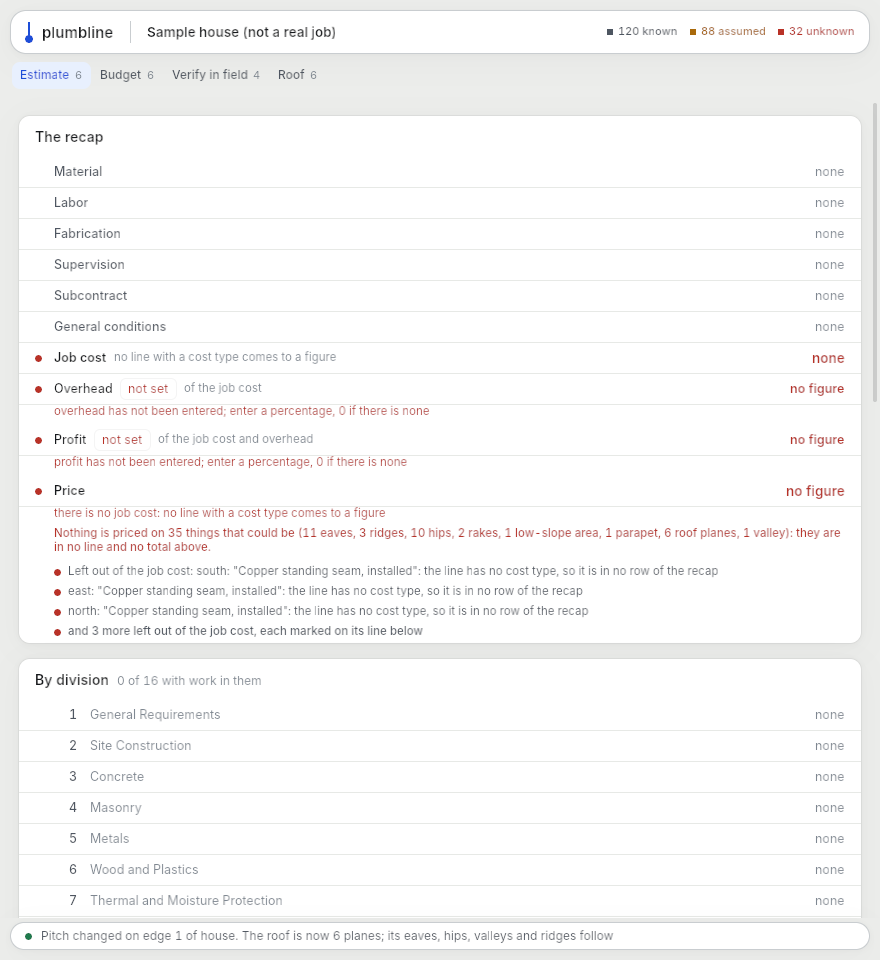 plumbline
Sample house (not a real job)
120 known
88 assumed
32 unknown
Estimate 6
Budget 6
Verify in field 4
Roof 6
The recap
Material none
Labor none
Fabrication none
Supervision none
Subcontract none
General conditions none
Job cost no line with a cost type comes to a figure none
Overhead not set of the job cost no figure
overhead has not been entered; enter a percentage, 0 if there is none
Profit not set of the job cost and overhead no figure
profit has not been entered; enter a percentage, 0 if there is none
Price no figure
there is no job cost: no line with a cost type comes to a figure
Nothing is priced on 35 things that could be (11 eaves, 3 ridges, 10 hips, 2 rakes, 1 low-slope area, 1 parapet, 6 roof planes, 1 valley): they are
in no line and no total above.
Left out of the job cost: south: "Copper standing seam, installed": the line has no cost type, so it is in no row of the recap
east: "Copper standing seam, installed": the line has no cost type, so it is in no row of the recap
north: "Copper standing seam, installed": the line has no cost type, so it is in no row of the recap
and 3 more left out of the job cost, each marked on its line below
By division 0 of 16 with work in them
1 General Requirements none
2 Site Construction none
3 Concrete none
4 Masonry none
5 Metals none
6 Wood and Plastics none
7 Thermal and Moisture Protection none
Pitch changed on edge 1 of house. The roof is now 6 planes; its eaves, hips, valleys and ridges follow